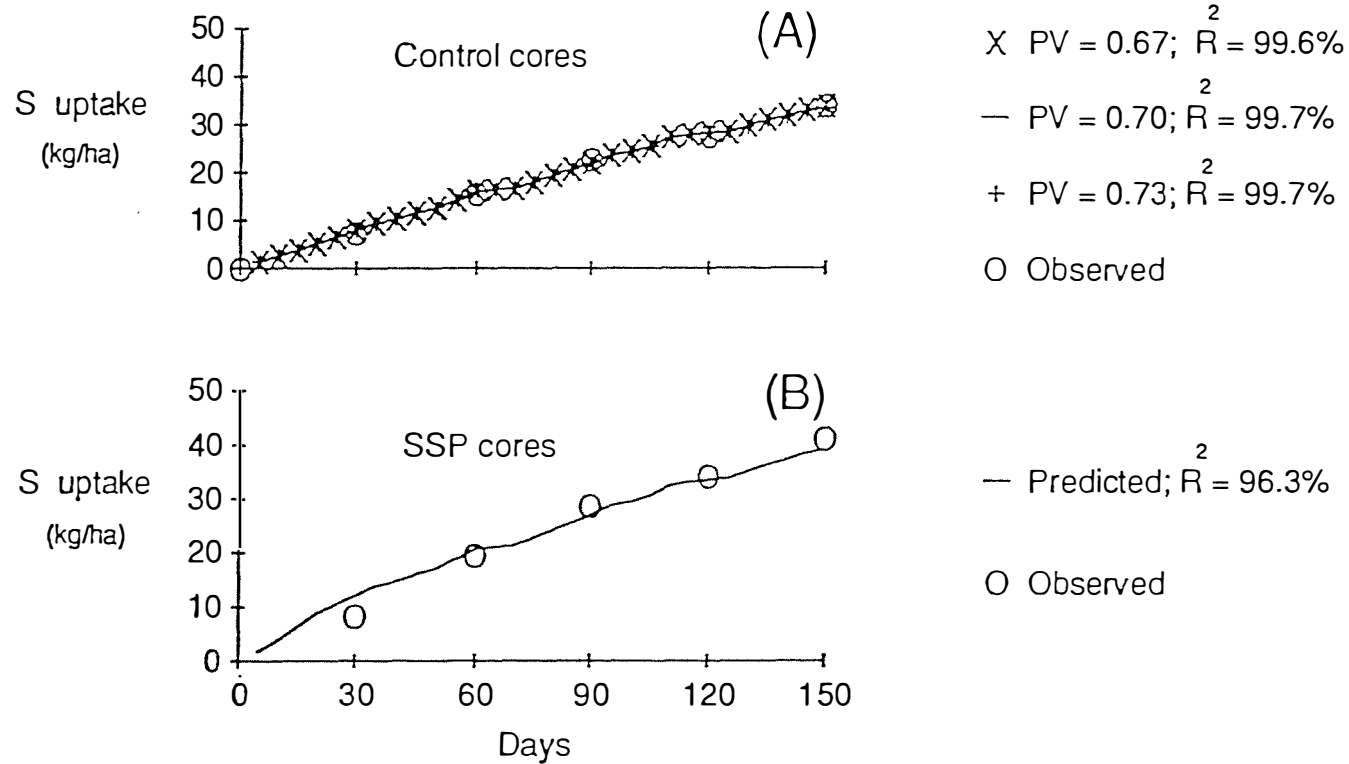 (A)
Control cores
50
40
30
20
10
0
S uptake
(kg/ha)
X PV = 0.67; R² = 99.6%
— PV = 0.70; R² = 99.7%
+ PV = 0.73; R² = 99.7%
O Observed
(B)
SSP cores
50
40
30
20
10
0
S uptake
(kg/ha)
0 30 60 90 120 150
Days
— Predicted; R² = 96.3%
O Observed